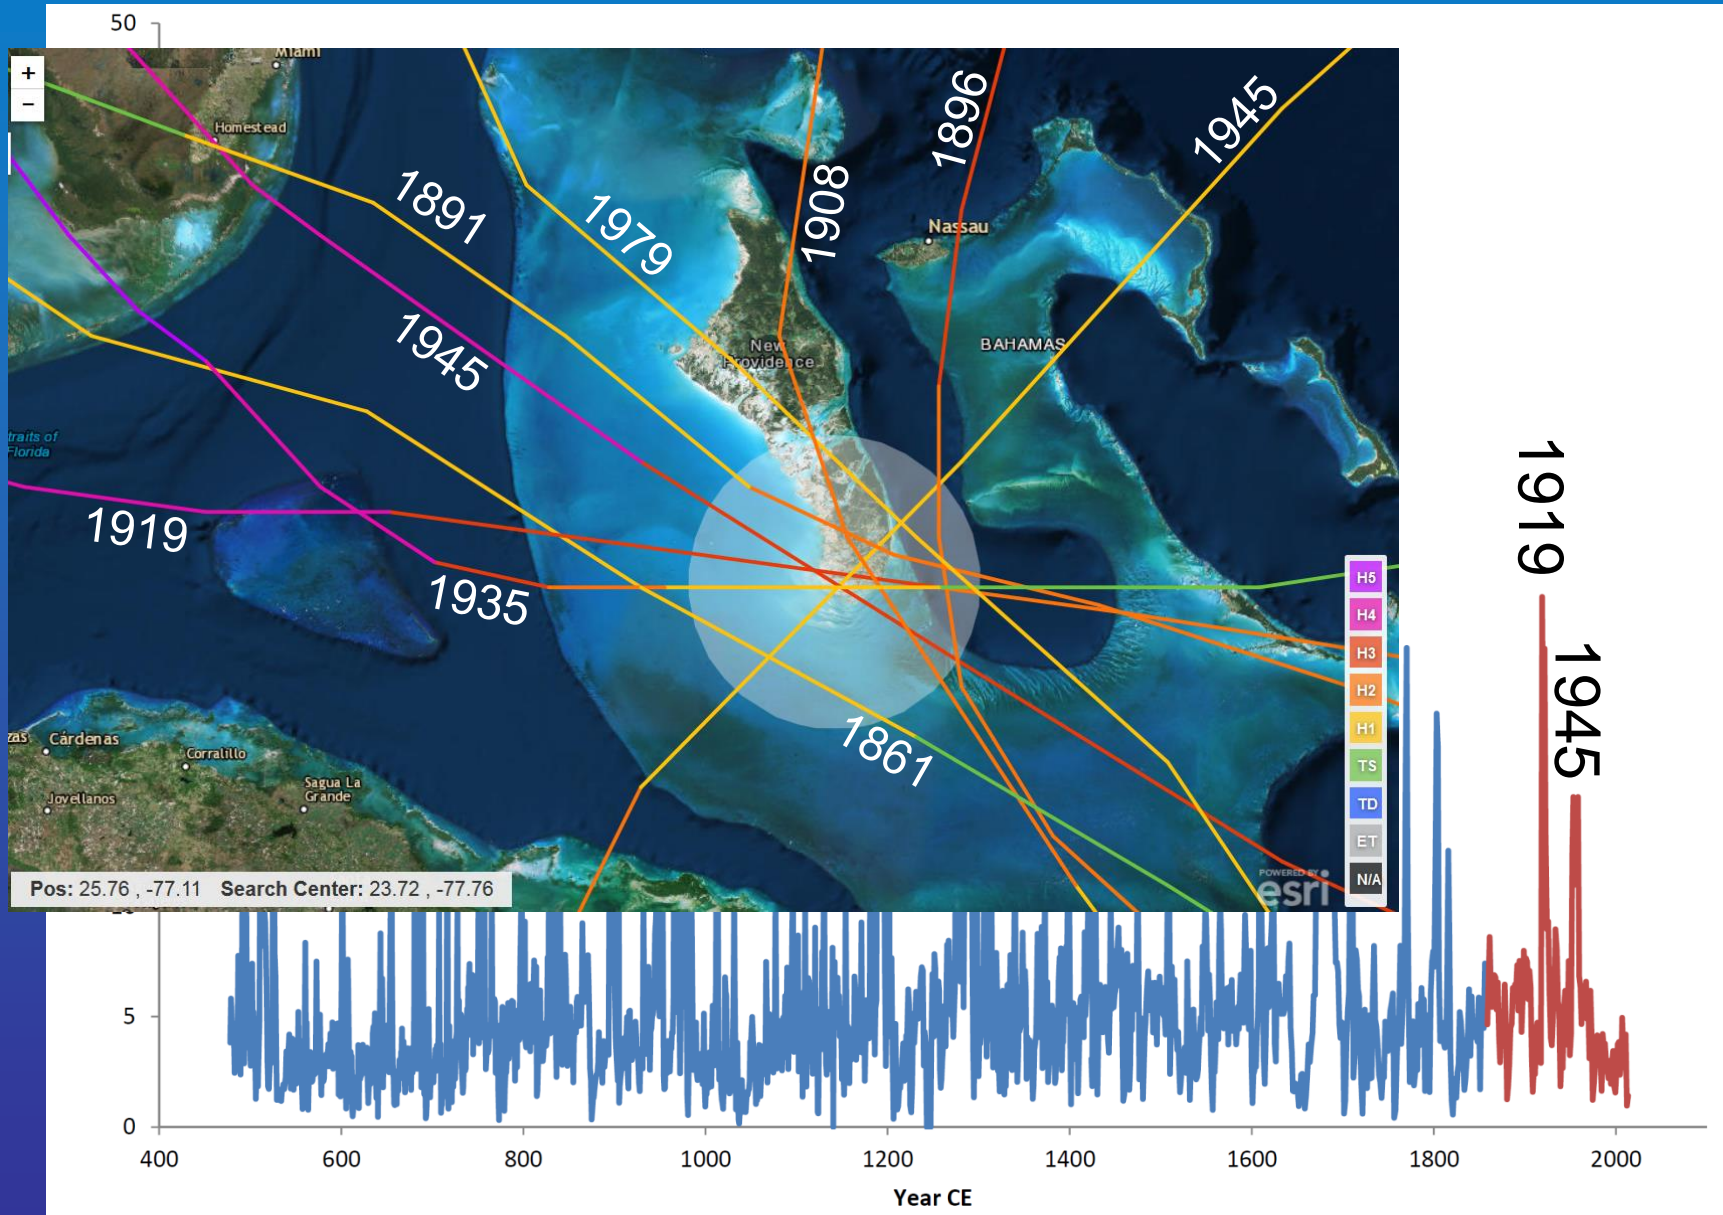 50
Miami
+
−
Homestead
1896
1945
1891
1908
1979
Nassau
1945
New
Providence
BAHAMAS
traits of
Florida
1919
1919
1935
H5
H4
H3
H2
H1
TS
TD
ET
N/A
1945
1861
zas
Cárdenas
Corralillo
Jovellanos
Sagua La
Grande
POWERED BY
esri
Pos: 25.76 , -77.11 Search Center: 23.72 , -77.76
5
0
400 600 800 1000 1200 1400 1600 1800 2000
Year CE